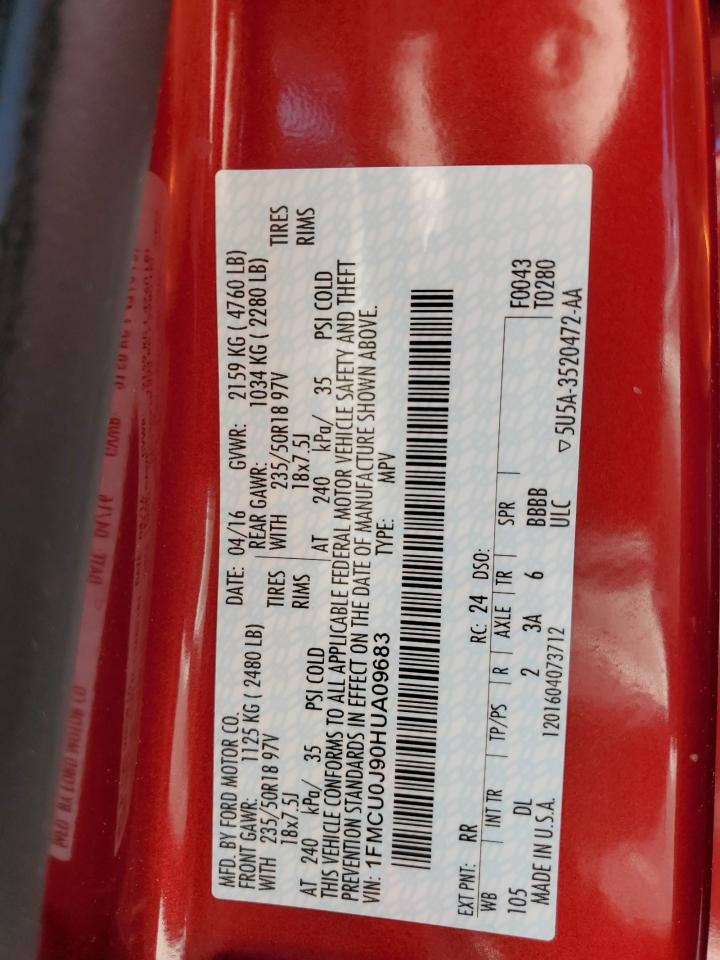 MFD. BY FORD MOTOR CO.
DATE: 04/16 GVWR: 2159 KG ( 4760 LB)
FRONT GAWR: 1125 KG ( 2480 LB) REAR GAWR: 1034 KG ( 2280 LB)
WITH 235/50R18 97V TIRES WITH 235/50R18 97V TIRES
18x7.5J RIMS 18x7.5J RIMS
AT 240 kPa/ 35 PSI COLD AT 240 kPa/ 35 PSI COLD
THIS VEHICLE CONFORMS TO ALL APPLICABLE FEDERAL MOTOR VEHICLE SAFETY AND THEFT
PREVENTION STANDARDS IN EFFECT ON THE DATE OF MANUFACTURE SHOWN ABOVE.
VIN: 1FMCU0J90HUA09683 TYPE: MPV
EXT PNT: RR RC: 24 DSO:
WB INT TR TP/PS R AXLE TR SPR F0043
105 DL 2 3A 6 BBBB T0280
ULC
MADE IN U.S.A. 1201604073712 ▽ 5U5A-3520472-AA